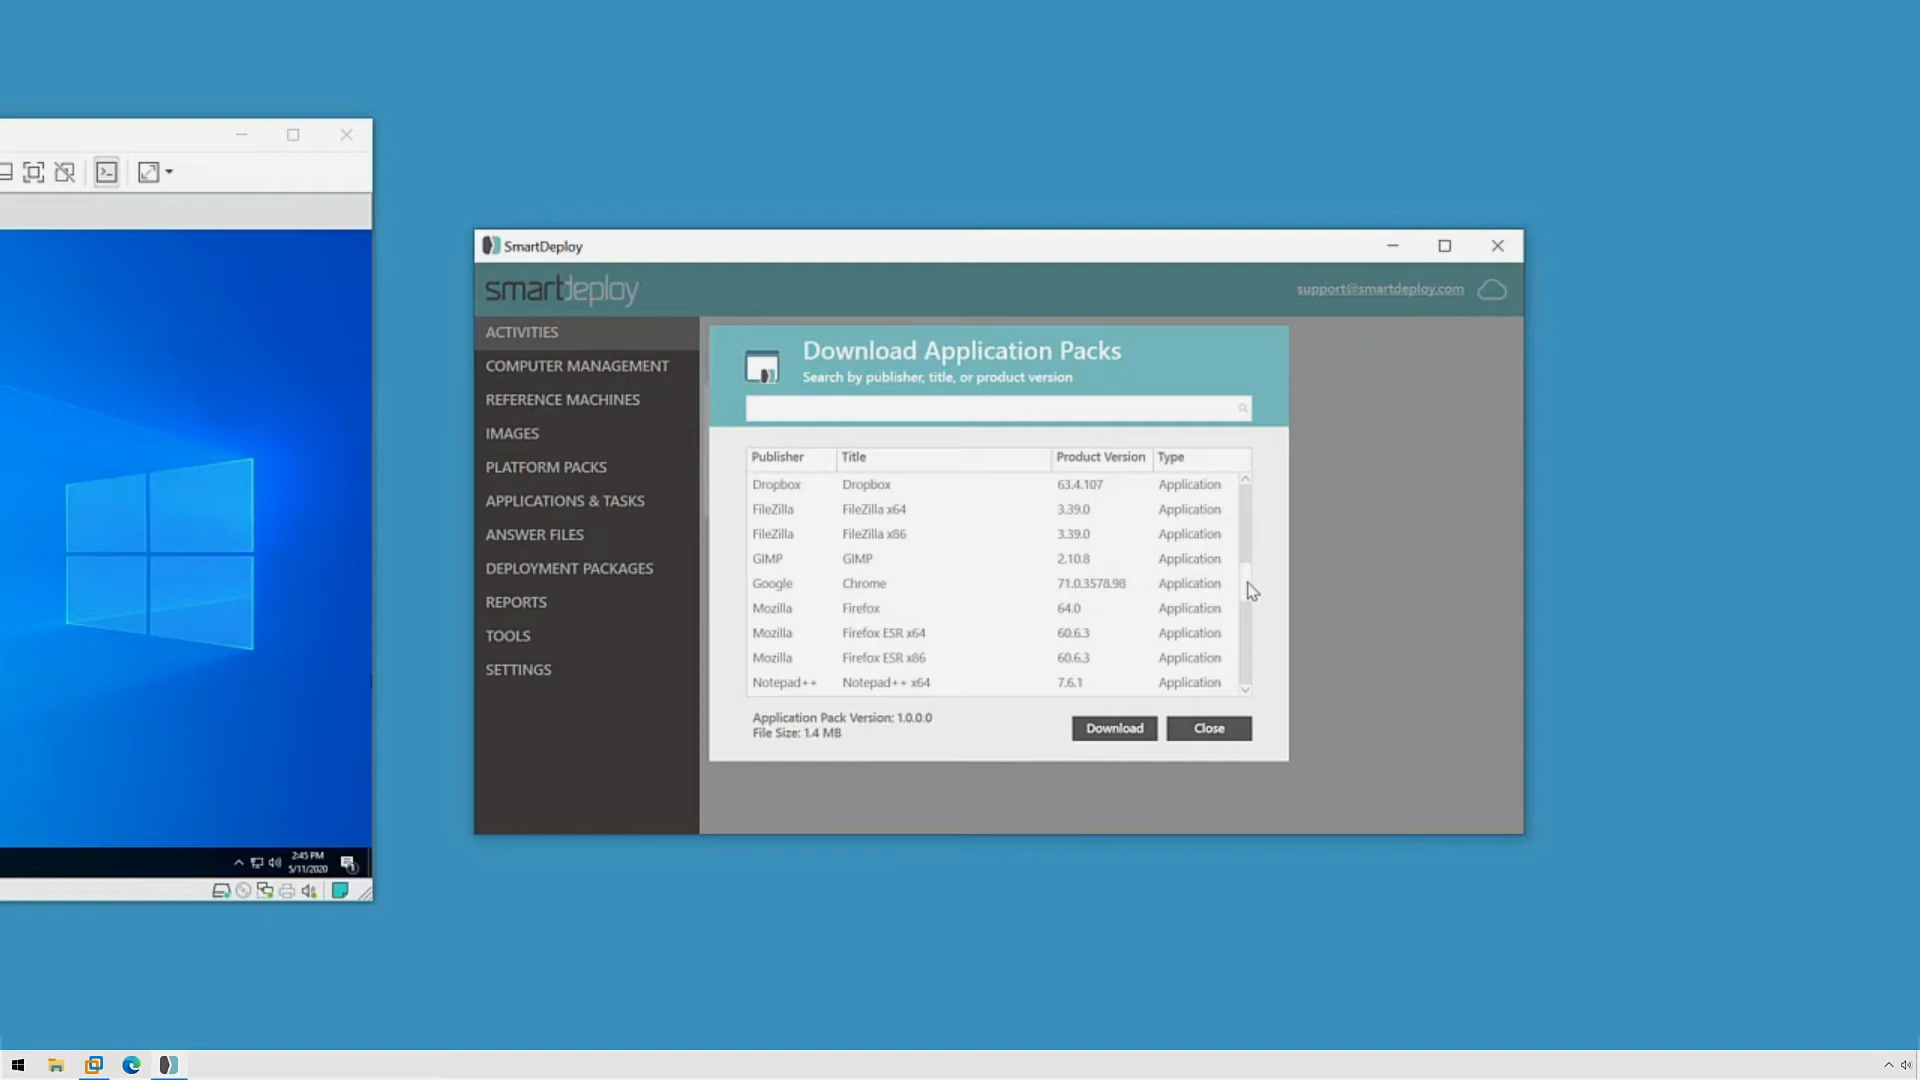 SmartDeploy
smartdeploy
support@smartdeploy.com
ACTIVITIES
COMPUTER MANAGEMENT
REFERENCE MACHINES
IMAGES
PLATFORM PACKS
APPLICATIONS & TASKS
ANSWER FILES
DEPLOYMENT PACKAGES
REPORTS
TOOLS
SETTINGS
Download Application Packs
Search by publisher, title, or product version
Publisher Title Product Version Type
Dropbox Dropbox 63.4.107 Application
FileZilla FileZilla x64 3.39.0 Application
FileZilla FileZilla x86 3.39.0 Application
GIMP GIMP 2.10.8 Application
Google Chrome 71.0.3578.98 Application
Mozilla Firefox 64.0 Application
Mozilla Firefox ESR x64 60.6.3 Application
Mozilla Firefox ESR x86 60.6.3 Application
Notepad++ Notepad++ x64 7.6.1 Application
Application Pack Version: 1.0.0.0
File Size: 1.4 MB
Download Close
2:45 PM
5/11/2020